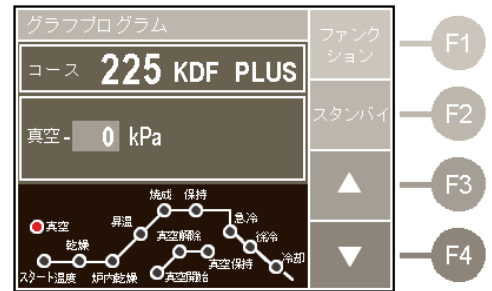 グラフプログラム
ファンクション
F1
コース 225 KDF PLUS
スタンバイ
F2
真空- 0 kPa
▲
F3
▼
F4
焼成 保持
真空
昇温
急冷
乾燥
真空解除
徐冷
真空保持
冷却
スタート温度
炉内乾燥
真空開始